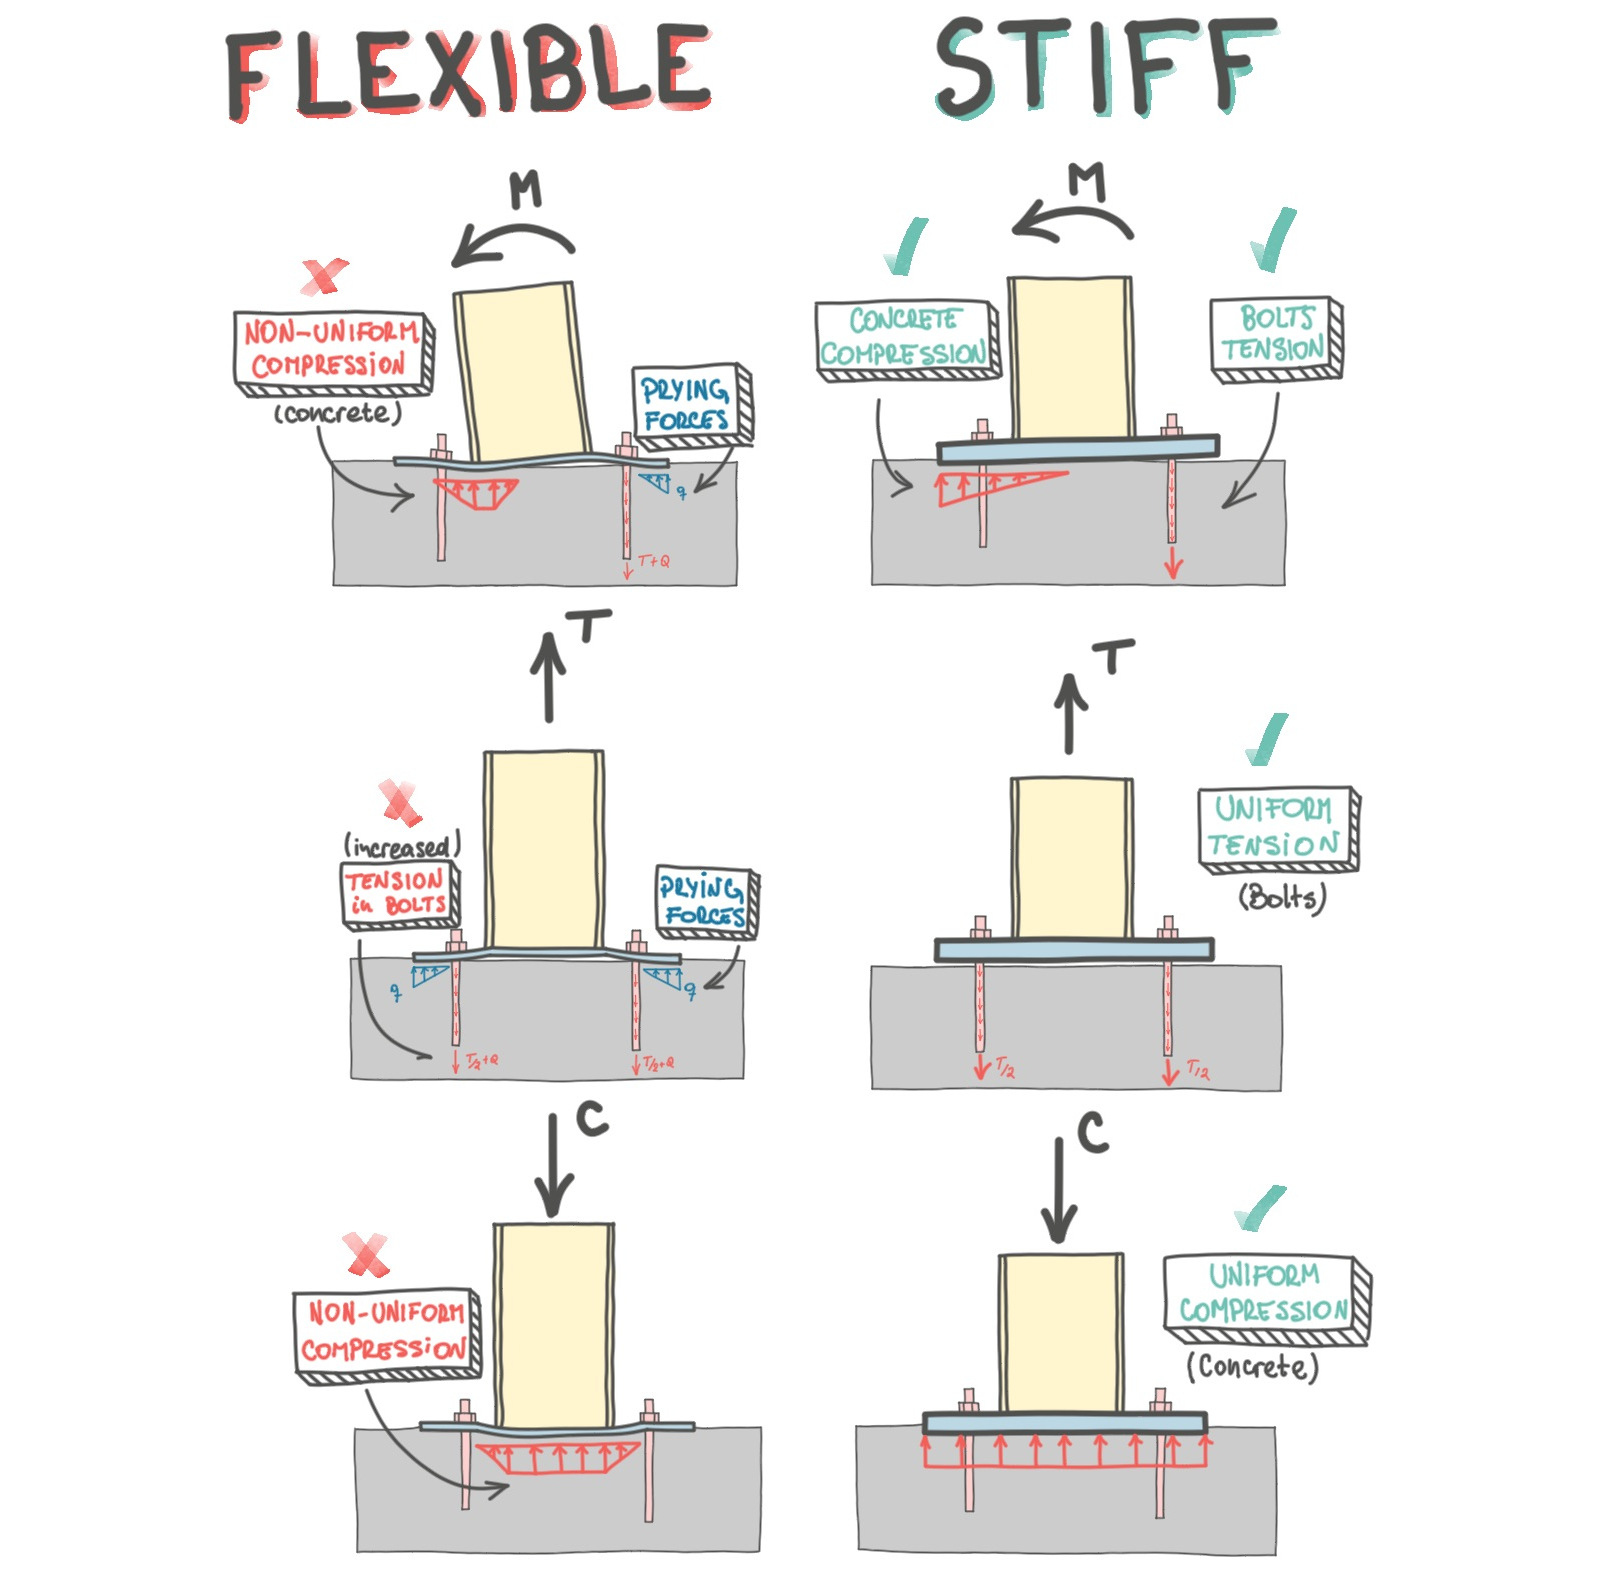 FLEXIBLE
STIFF
M
NON-UNIFORM
COMPRESSION
(concrete)
PRYING
FORCES
q
T+Q
M
CONCRETE
COMPRESSION
BOLTS
TENSION
T
(increased)
TENSION
in BOLTS
PRYING
FORCES
q
q
T/2+Q
T/2+Q
T
UNIFORM
TENSION
(Bolts)
T/2
T/2
C
NON-UNIFORM
COMPRESSION
C
UNIFORM
COMPRESSION
(Concrete)